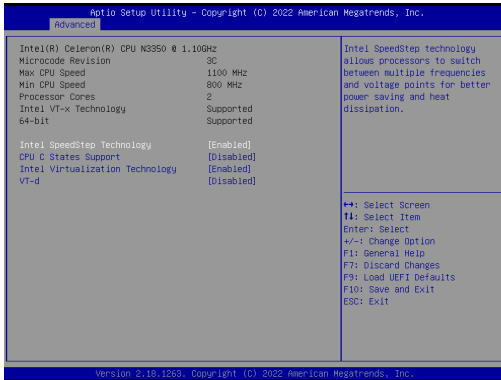 Aptio Setup Utility – Copyright (C) 2022 American Megatrends, Inc.
Advanced
Intel(R) Celeron(R) CPU N3350 @ 1.10GHz
Microcode Revision 3C
Max CPU Speed 1100 MHz
Min CPU Speed 800 MHz
Processor Cores 2
Intel VT-x Technology Supported
64-bit Supported
Intel SpeedStep Technology [Enabled]
CPU C States Support [Disabled]
Intel Virtualization Technology [Enabled]
VT-d [Disabled]
Intel SpeedStep technology
allows processors to switch
between multiple frequencies
and voltage points for better
power saving and heat
dissipation.
↔: Select Screen
↑↓: Select Item
Enter: Select
+/-: Change Option
F1: General Help
F7: Discard Changes
F9: Load UEFI Defaults
F10: Save and Exit
ESC: Exit
Version 2.18.1263. Copyright (C) 2022 American Megatrends, Inc.